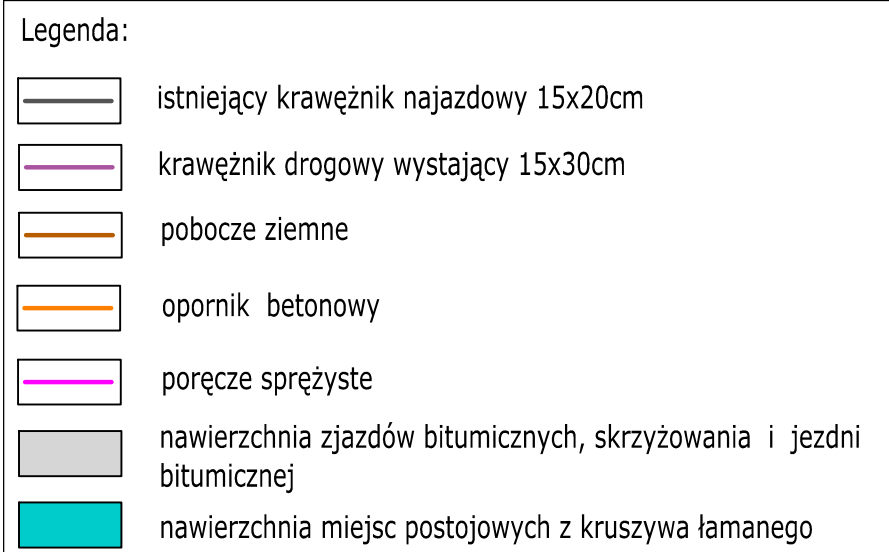 Legenda:
istniejący krawężnik najazdowy 15x20cm
krawężnik drogowy wystający 15x30cm
pobocze ziemne
opornik betonowy
poręcze sprężyste
nawierzchnia zjazdów bitumicznych, skrzyżowania i jezdni
bitumicznej
nawierzchnia miejsc postojowych z kruszywa łamanego